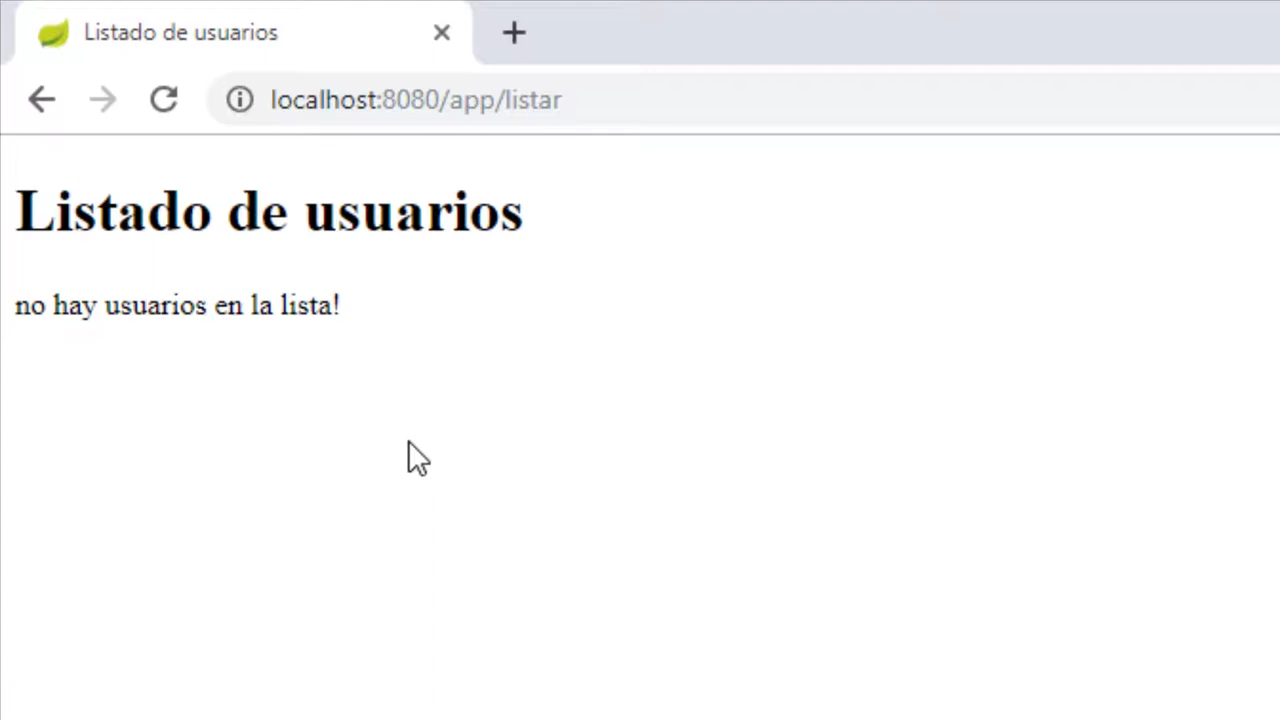 Listado de usuarios
localhost:8080/app/listar
Listado de usuarios
no hay usuarios en la lista!